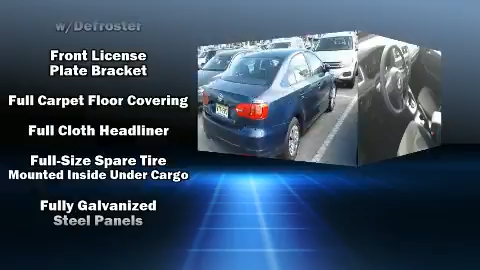 w/Defroster
Front License
Plate Bracket
Full Carpet Floor Covering
Full Cloth Headliner
Full-Size Spare Tire
Mounted Inside Under Cargo
Fully Galvanized
Steel Panels